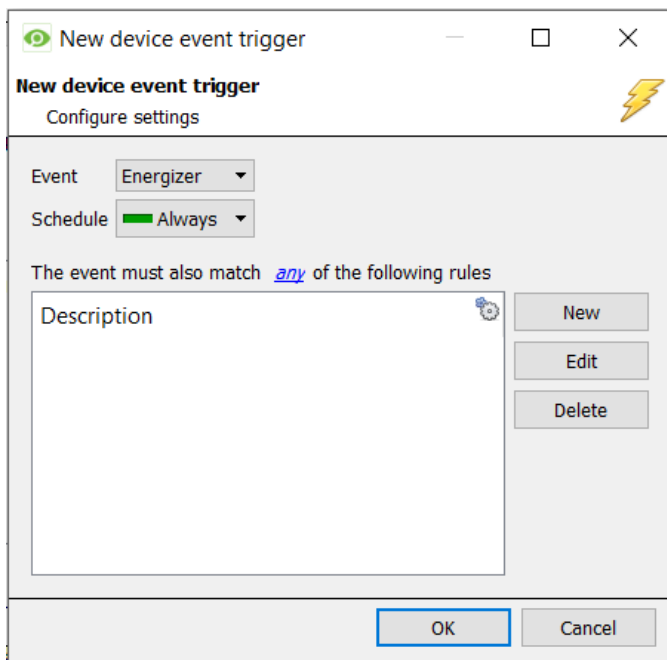 New device event trigger
New device event trigger
Configure settings
Event Energizer
Schedule Always
The event must also match any of the following rules
Description
New
Edit
Delete
OK Cancel